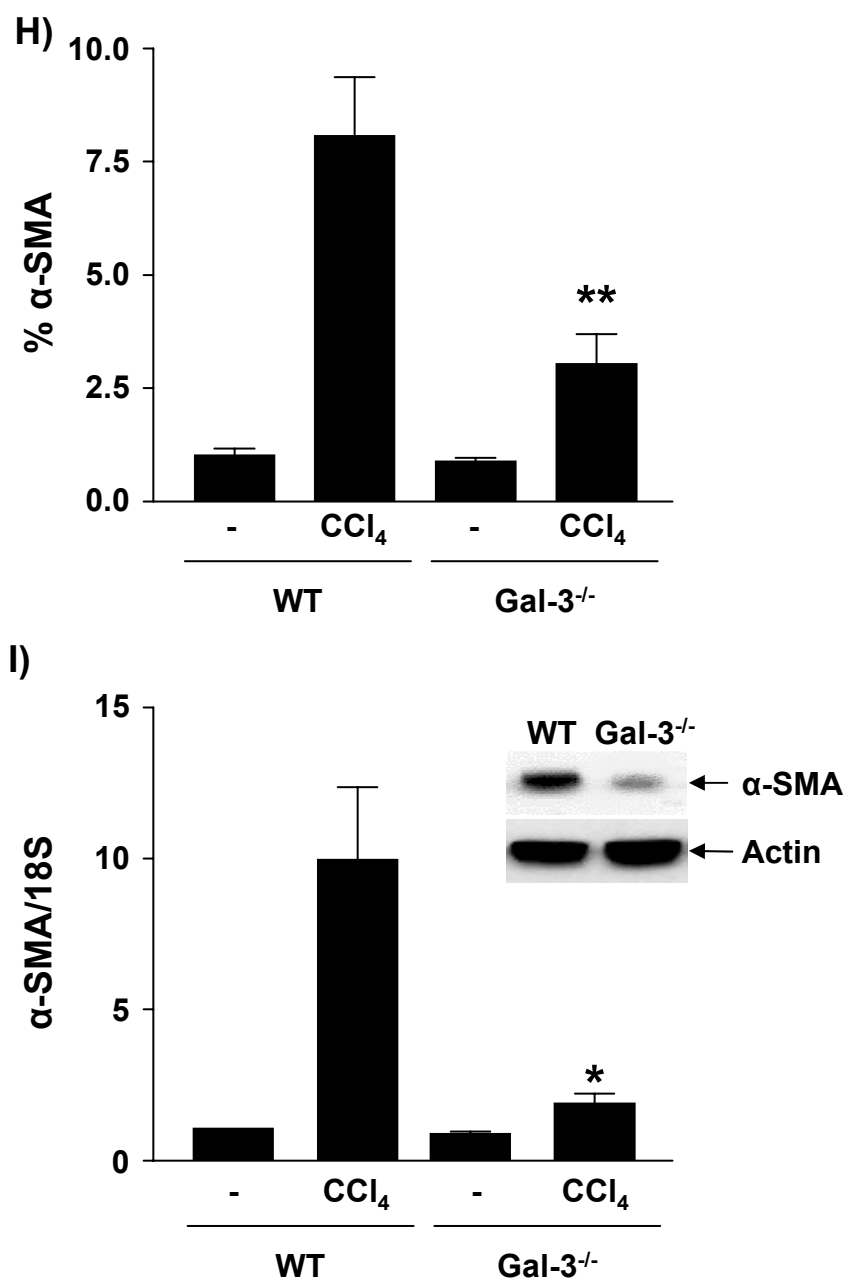 H)
10.0
7.5
5.0
2.5
0.0
% α-SMA
**
- CCl₄ - CCl₄
WT Gal-3⁻/⁻
I)
15
10
5
0
α-SMA/18S
WT Gal-3⁻/⁻
α-SMA
Actin
*
- CCl₄ - CCl₄
WT Gal-3⁻/⁻